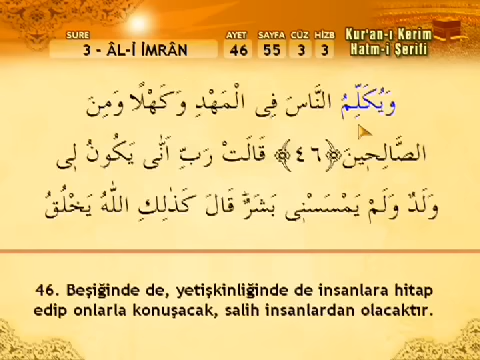 SURE AYET SAYFA CÜZ HİZB
3 - ÂL-İ İMRÂN 46 55 3 3
Kur'an-ı Kerim
Hatm-i Şerifi
وَيُكَلِّمُ النَّاسَ فِى الْمَهْدِ وَكَهْلًا وَمِنَ
الصَّالِحٖينَ ﴿٤٦﴾ قَالَتْ رَبِّ اَنّٰى يَكُونُ لٖى
وَلَدٌ وَلَمْ يَمْسَسْنٖى بَشَرٌ قَالَ كَذٰلِكِ اللّٰهُ يَخْلُقُ
46. Beşiğinde de, yetişkinliğinde de insanlara hitap
edip onlarla konuşacak, salih insanlardan olacaktır.